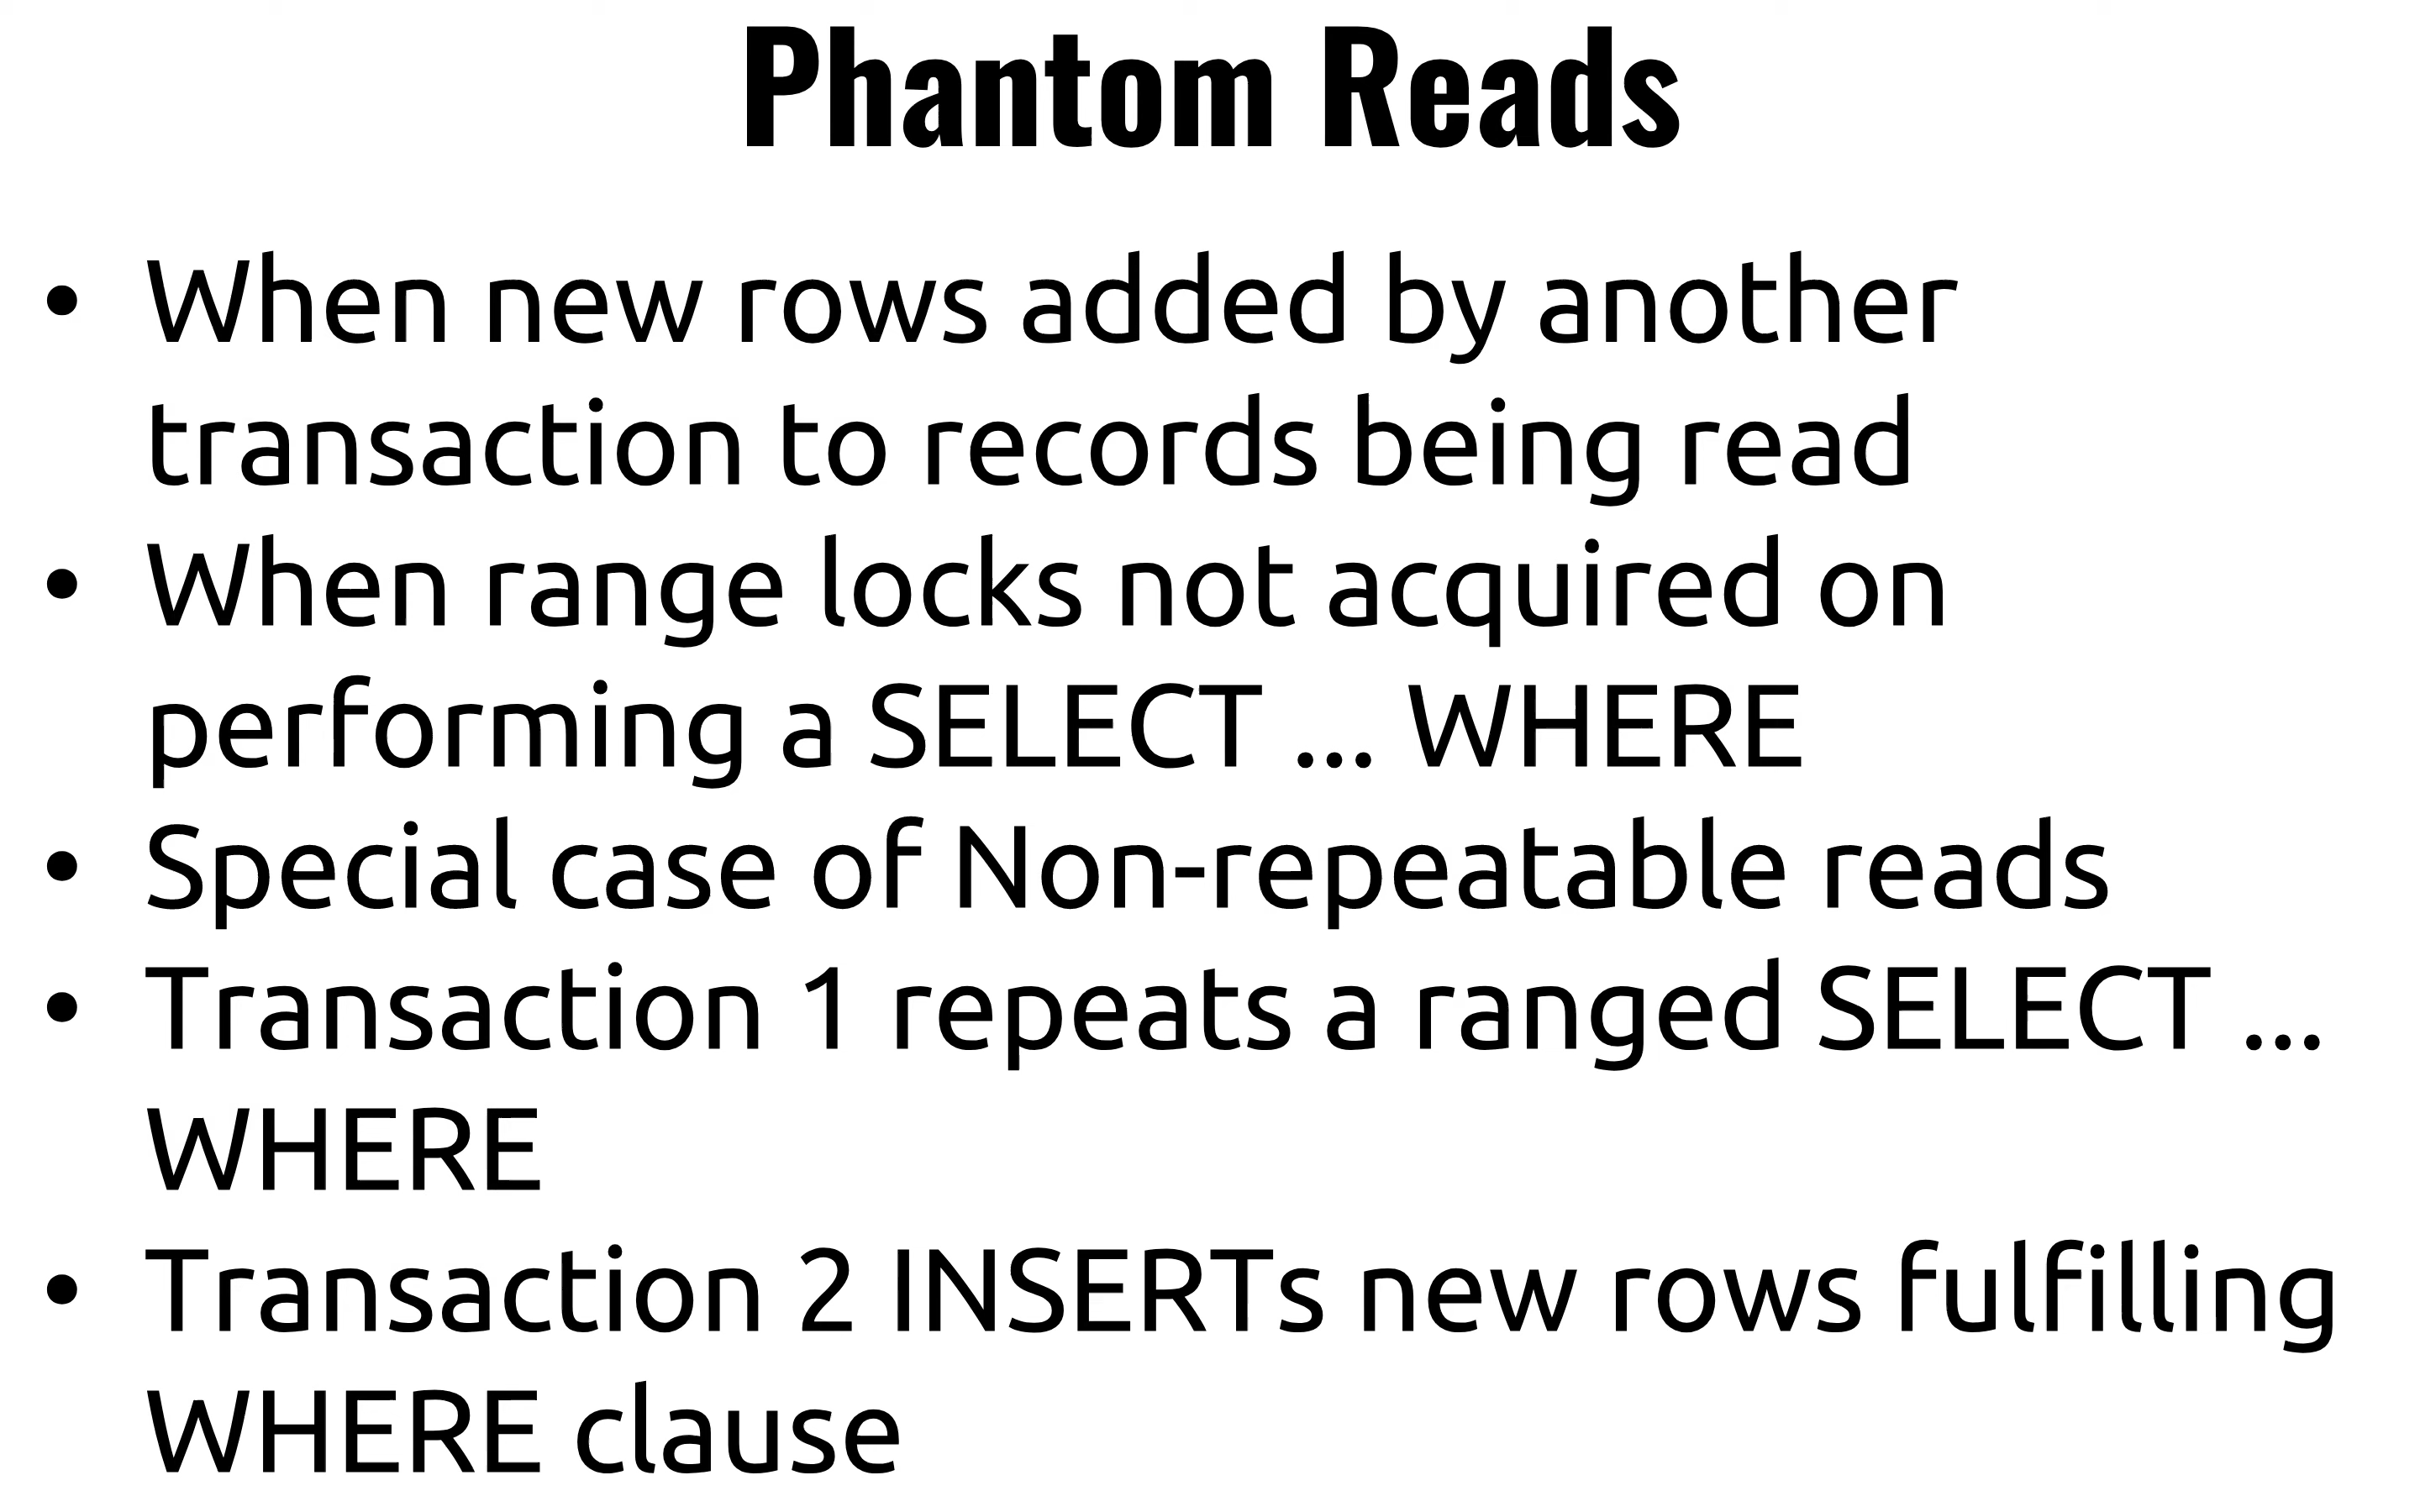 Phantom Reads
• When new rows added by another
transaction to records being read
• When range locks not acquired on
performing a SELECT ... WHERE
• Special case of Non-repeatable reads
• Transaction 1 repeats a ranged SELECT ...
WHERE
• Transaction 2 INSERTs new rows fulfilling
WHERE clause